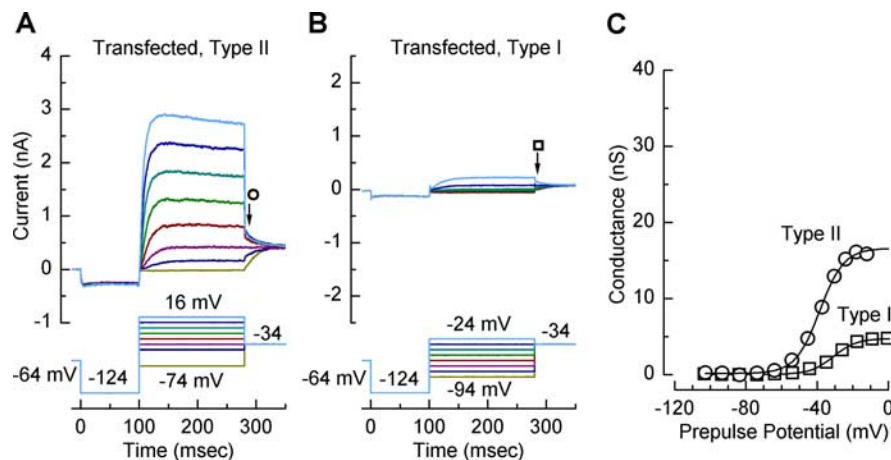 A
Transfected, Type II
Current (nA)
4
3
2
1
0
-1
16 mV
-34
-64 mV
-124
-74 mV
0 100 200 300
Time (msec)
B
Transfected, Type I
2
1
0
-1
-2
-24 mV
-34
-64 mV
-124
-94 mV
0 100 200 300
Time (msec)
C
Conductance (nS)
40
30
20
10
0
Type II
Type I
-120 -80 -40 0
Prepulse Potential (mV)